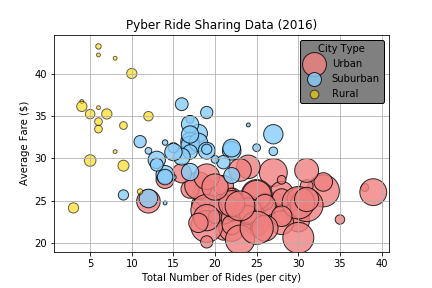 Pyber Ride Sharing Data (2016)
City Type
Urban
Suburban
Rural
Average Fare ($)
40
35
30
25
20
5
10
15
20
25
30
35
40
Total Number of Rides (per city)